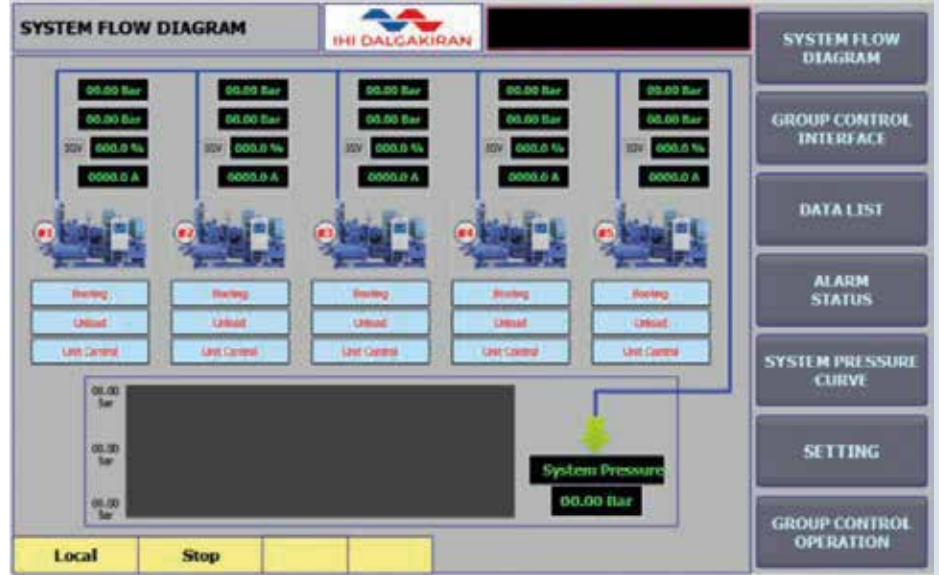 SYSTEM FLOW DIAGRAM
IHI DALGAKIRAN
00.00 Bar 00.00 Bar 00.00 Bar 00.00 Bar 00.00 Bar
00.00 Bar 00.00 Bar 00.00 Bar 00.00 Bar 00.00 Bar
IGV 000.0 % IGV 000.0 % IGV 000.0 % IGV 000.0 % IGV 000.0 %
0000.0 A 0000.0 A 0000.0 A 0000.0 A 0000.0 A
#1 #2 #3 #4 #5
Booting Booting Booting Booting Booting
Unload Unload Unload Unload Unload
Unit Control Unit Control Unit Control Unit Control Unit Control
00.00
bar
00.00
bar
00.00
bar
System Pressure
00.00 Bar
Local Stop
SYSTEM FLOW
DIAGRAM
GROUP CONTROL
INTERFACE
DATA LIST
ALARM
STATUS
SYSTEM PRESSURE
CURVE
SETTING
GROUP CONTROL
OPERATION